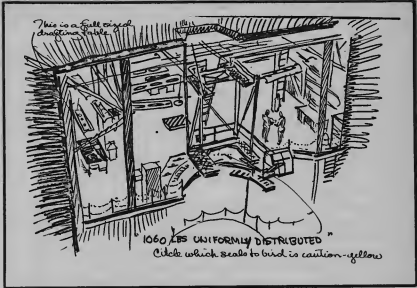 This is a full sized
drafting table
1060 LBS UNIFORMLY DISTRIBUTED"
Circle which seals to bird is caution-yellow